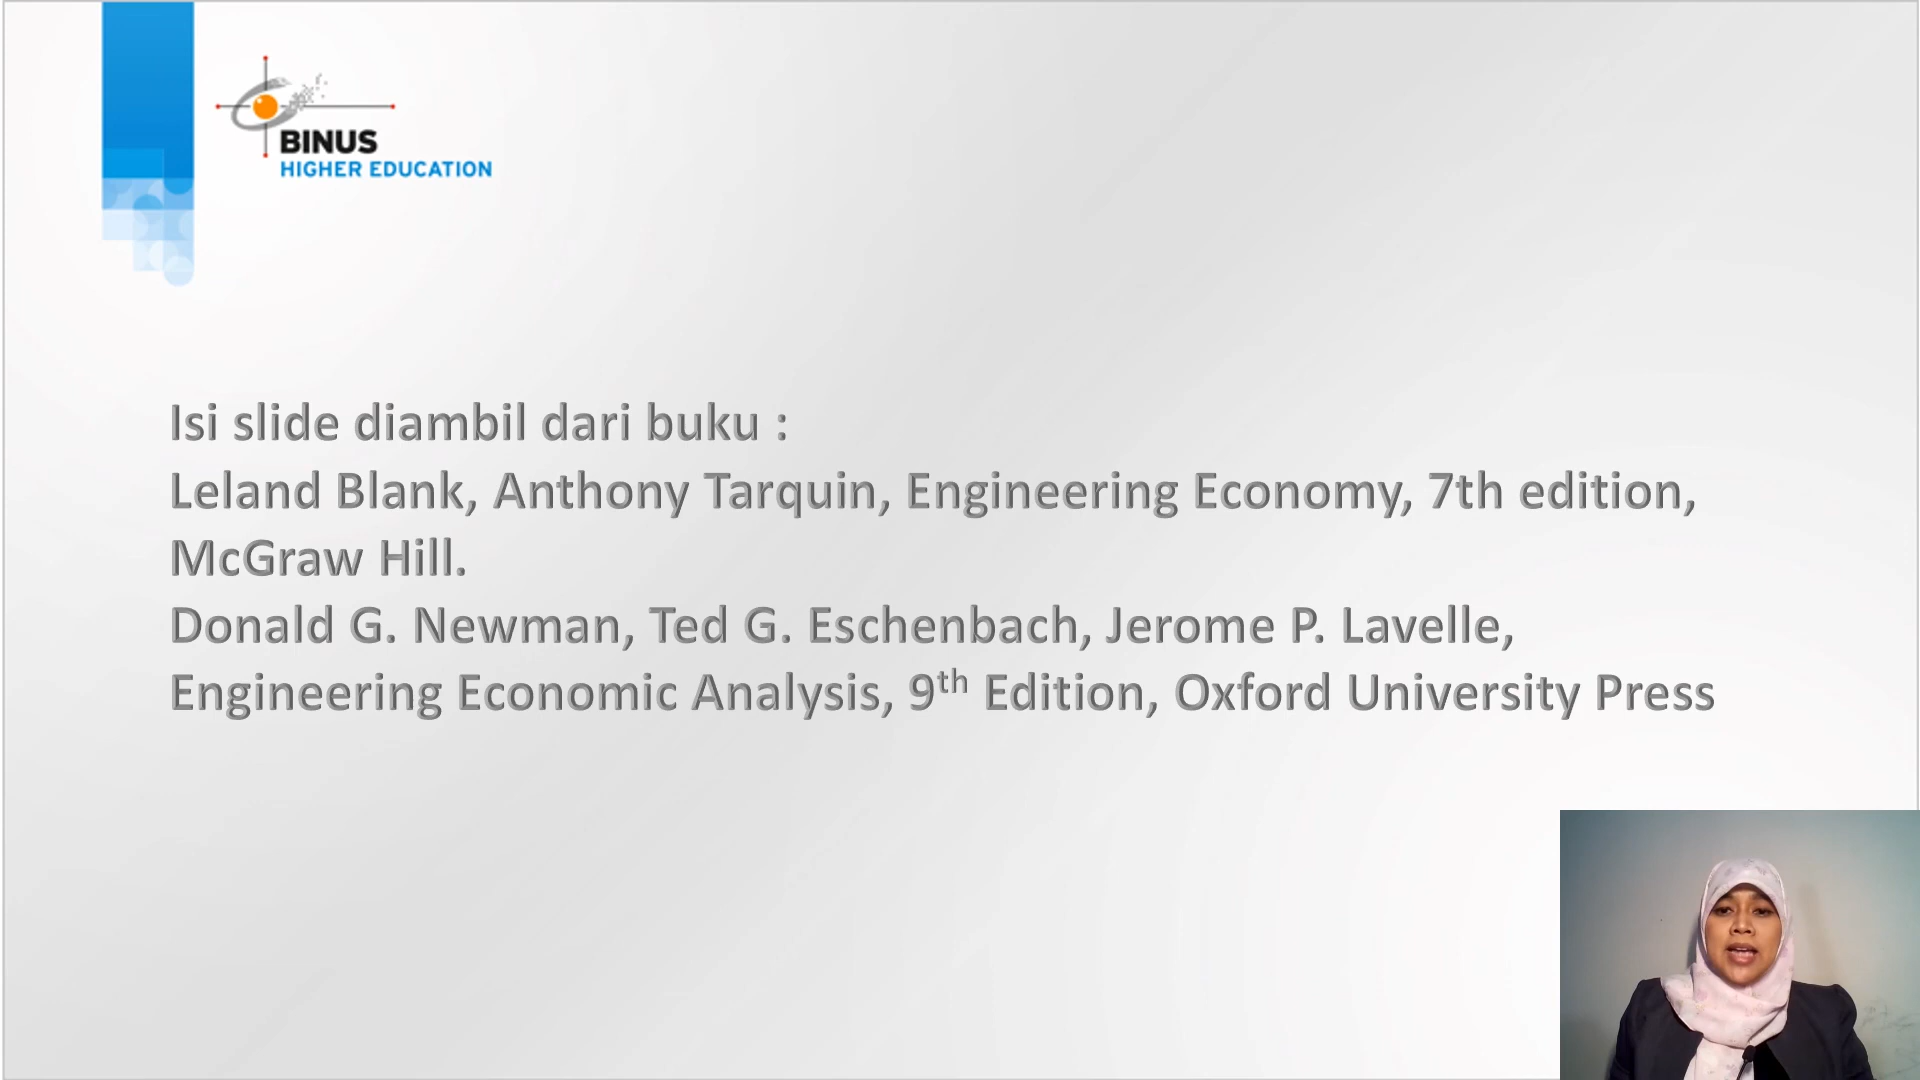 BINUS
HIGHER EDUCATION
Isi slide diambil dari buku :
Leland Blank, Anthony Tarquin, Engineering Economy, 7th edition,
McGraw Hill.
Donald G. Newman, Ted G. Eschenbach, Jerome P. Lavelle,
Engineering Economic Analysis, 9th Edition, Oxford University Press